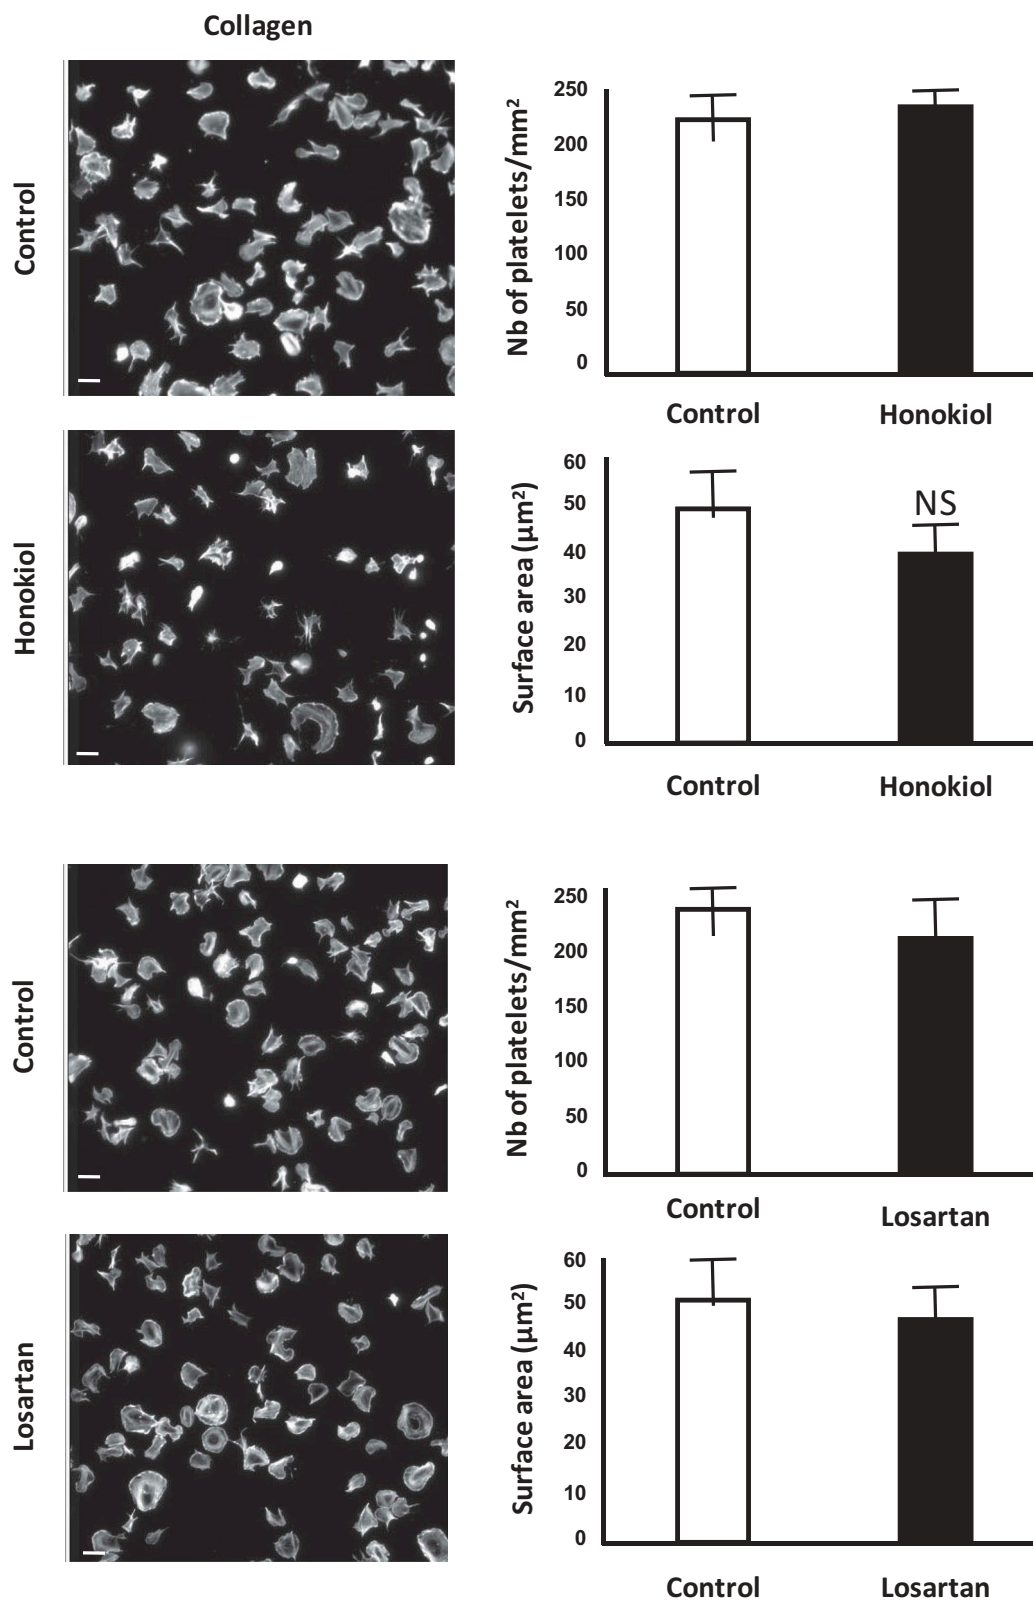 Collagen
Control
Nb of platelets/mm²
250
200
150
100
50
0
Control
Honokiol
Honokiol
Surface area (µm²)
60
50
40
30
20
10
0
NS
Control
Honokiol
Control
Nb of platelets/mm²
250
200
150
100
50
0
Control
Losartan
Losartan
Surface area (µm²)
60
50
40
30
20
10
0
Control
Losartan